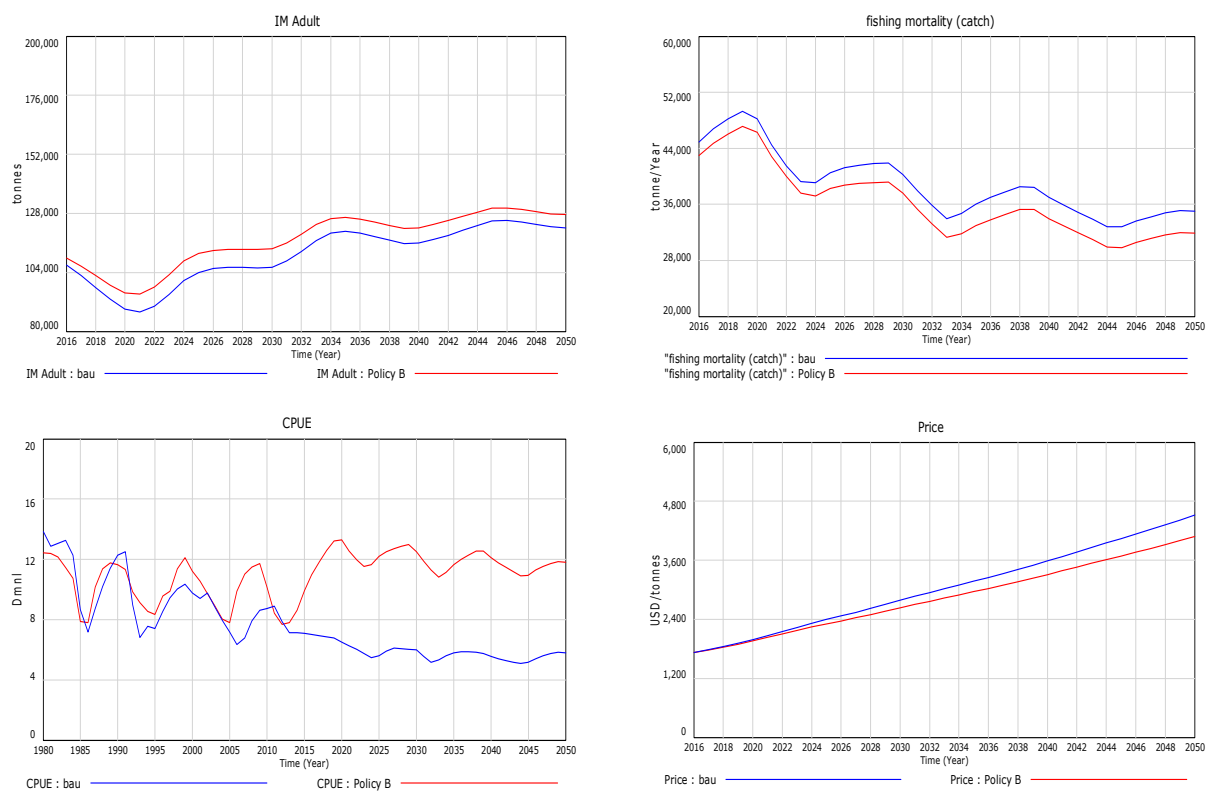 IM Adult
200,000
176,000
152,000
128,000
104,000
80,000
tonnes
2016 2018 2020 2022 2024 2026 2028 2030 2032 2034 2036 2038 2040 2042 2044 2046 2048 2050
Time (Year)
IM Adult : bau
IM Adult : Policy B
fishing mortality (catch)
60,000
52,000
44,000
36,000
28,000
20,000
tonne/Year
2016 2018 2020 2022 2024 2026 2028 2030 2032 2034 2036 2038 2040 2042 2044 2046 2048 2050
Time (Year)
"fishing mortality (catch)" : bau
"fishing mortality (catch)" : Policy B
CPUE
20
16
12
8
4
0
Dmnl
1980 1985 1990 1995 2000 2005 2010 2015 2020 2025 2030 2035 2040 2045 2050
Time (Year)
CPUE : bau
CPUE : Policy B
Price
6,000
4,800
3,600
2,400
1,200
0
USD/tonnes
2016 2018 2020 2022 2024 2026 2028 2030 2032 2034 2036 2038 2040 2042 2044 2046 2048 2050
Time (Year)
Price : bau
Price : Policy B